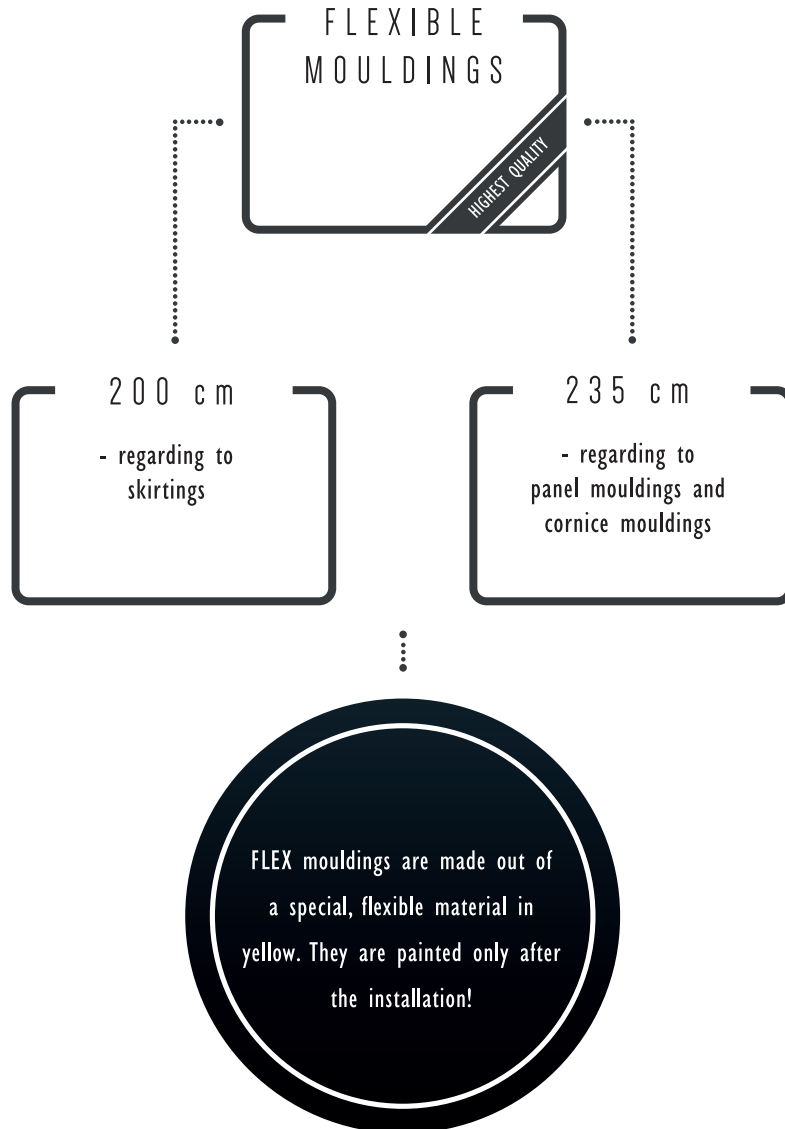 FLEXIBLE
MOULDINGS
HIGHEST QUALITY
200 cm
- regarding to
skirtings
235 cm
- regarding to
panel mouldings and
cornice mouldings
FLEX mouldings are made out of
a special, flexible material in
yellow. They are painted only after
the installation!